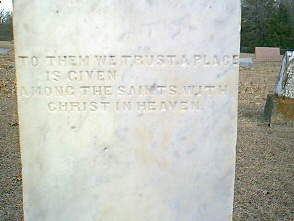 TO THEM WE TRUST A PLACE
IS GIVEN
AMONG THE SAINTS WITH
CHRIST IN HEAVEN.